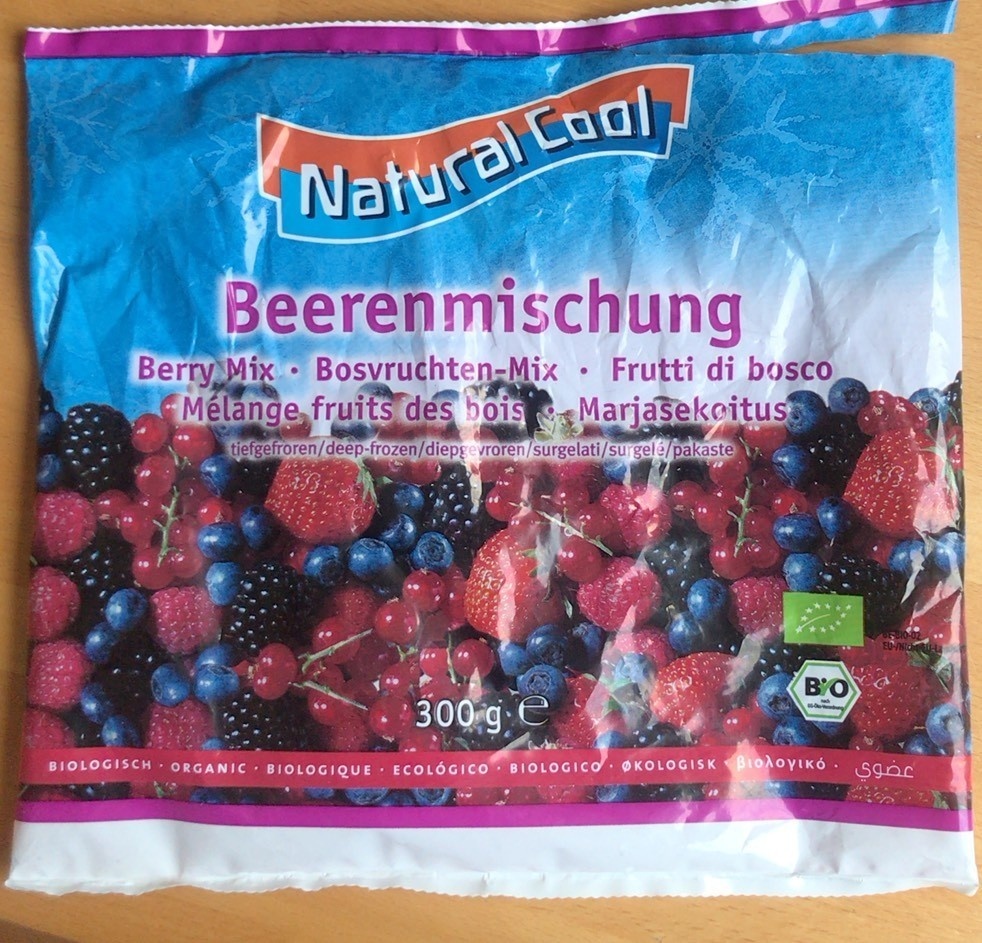 Natural Cool
Beerenmischung
Berry Mix · Bosvruchten-Mix · Frutti di bosco
Mélange fruits des bois · Marjasekoitus
tiefgefroren/deep-frozen/diepgevroren/surgelati/surgelé/pakaste
BIO
nach
300 g e
BIOLOGISCH · ORGANIC · BIOLOGIQUE · ECOLÓGICO · BIOLOGICO · ØKOLOGISK · βιολογικό · عضوي